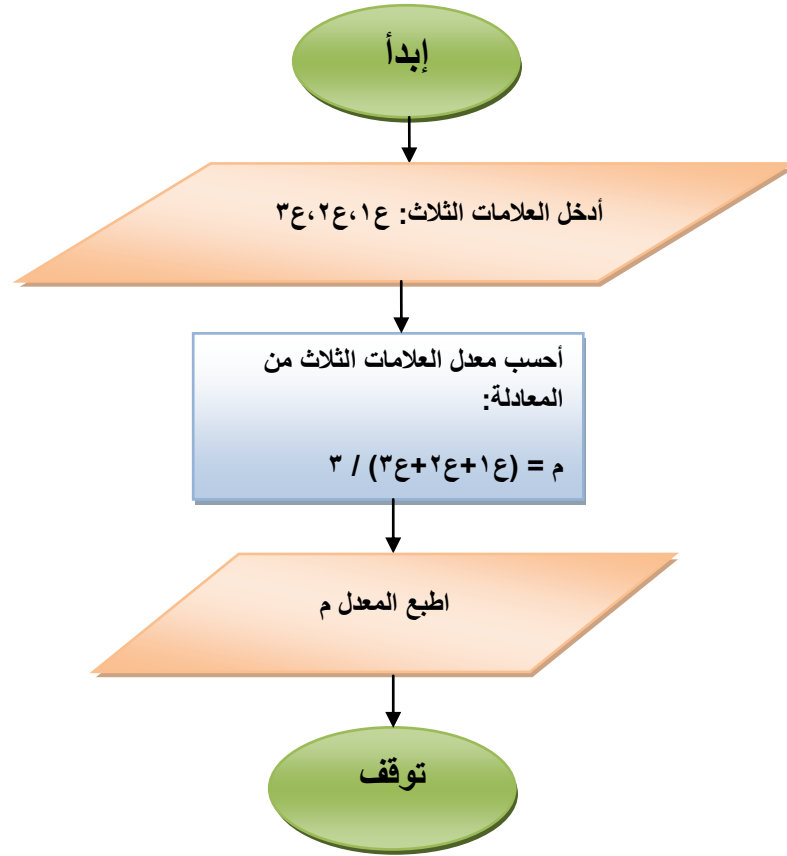 إبدأ
أدخل العلامات الثلاث: ع١،ع٢،ع٣
أحسب معدل العلامات الثلاث من
المعادلة:
م = (ع١+ع٢+ع٣) / ٣
اطبع المعدل م
توقف